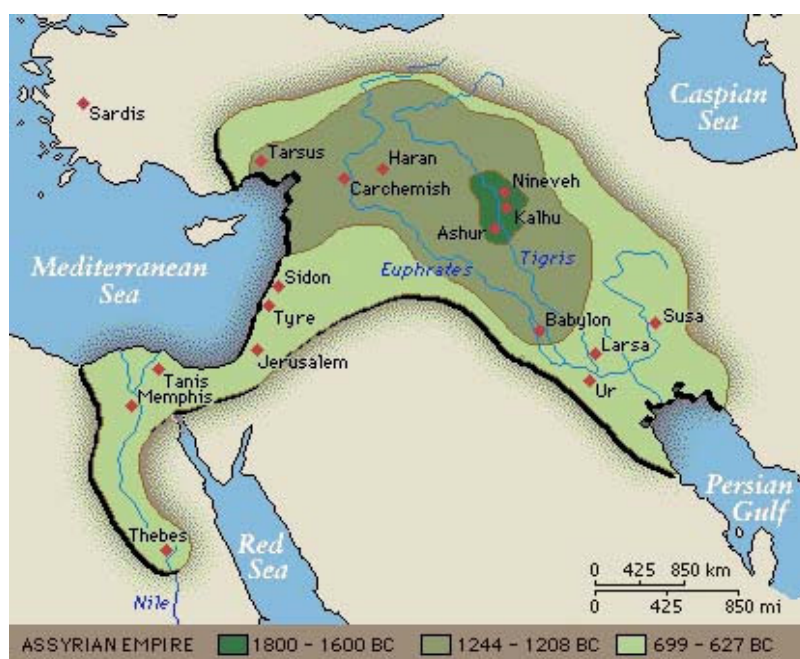 Caspian
Sea
Sardis
Tarsus
Haran
Carchemish
Nineveh
Kalhu
Ashur
Mediterranean
Sea
Euphrates
Tigris
Sidon
Tyre
Babylon
Susa
Larsa
Jerusalem
Ur
Tanis
Memphis
Persian
Gulf
Thebes
Red
Sea
Nile
0 425 850 km
0 425 850 mi
ASSYRIAN EMPIRE 1800 - 1600 BC 1244 - 1208 BC 699 - 627 BC